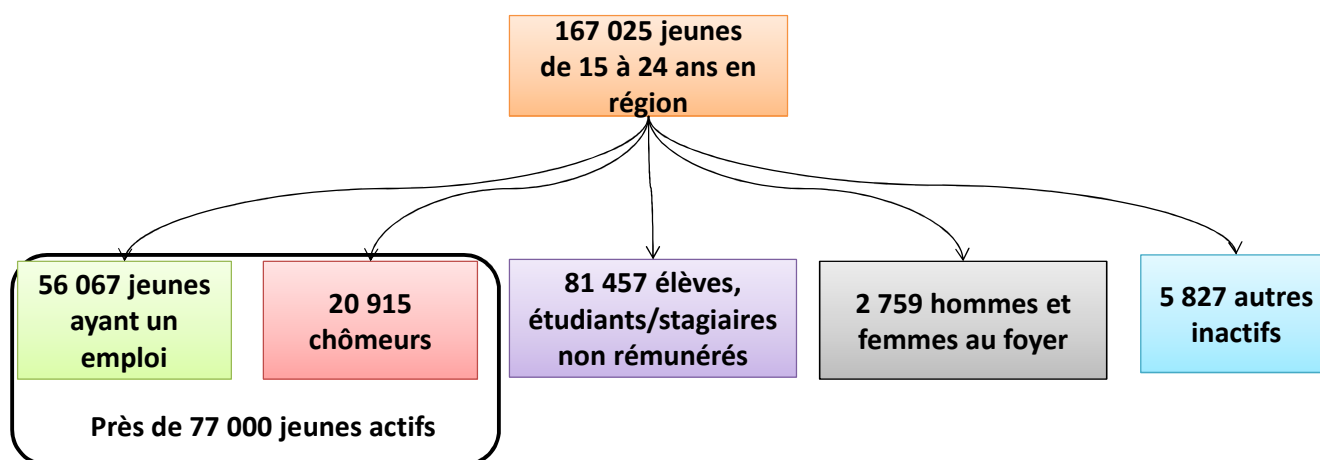 167 025 jeunes
de 15 à 24 ans en
région
56 067 jeunes
ayant un
emploi
20 915
chômeurs
81 457 élèves,
étudiants/stagiaires
non rémunérés
2 759 hommes et
femmes au foyer
5 827 autres
inactifs
Près de 77 000 jeunes actifs